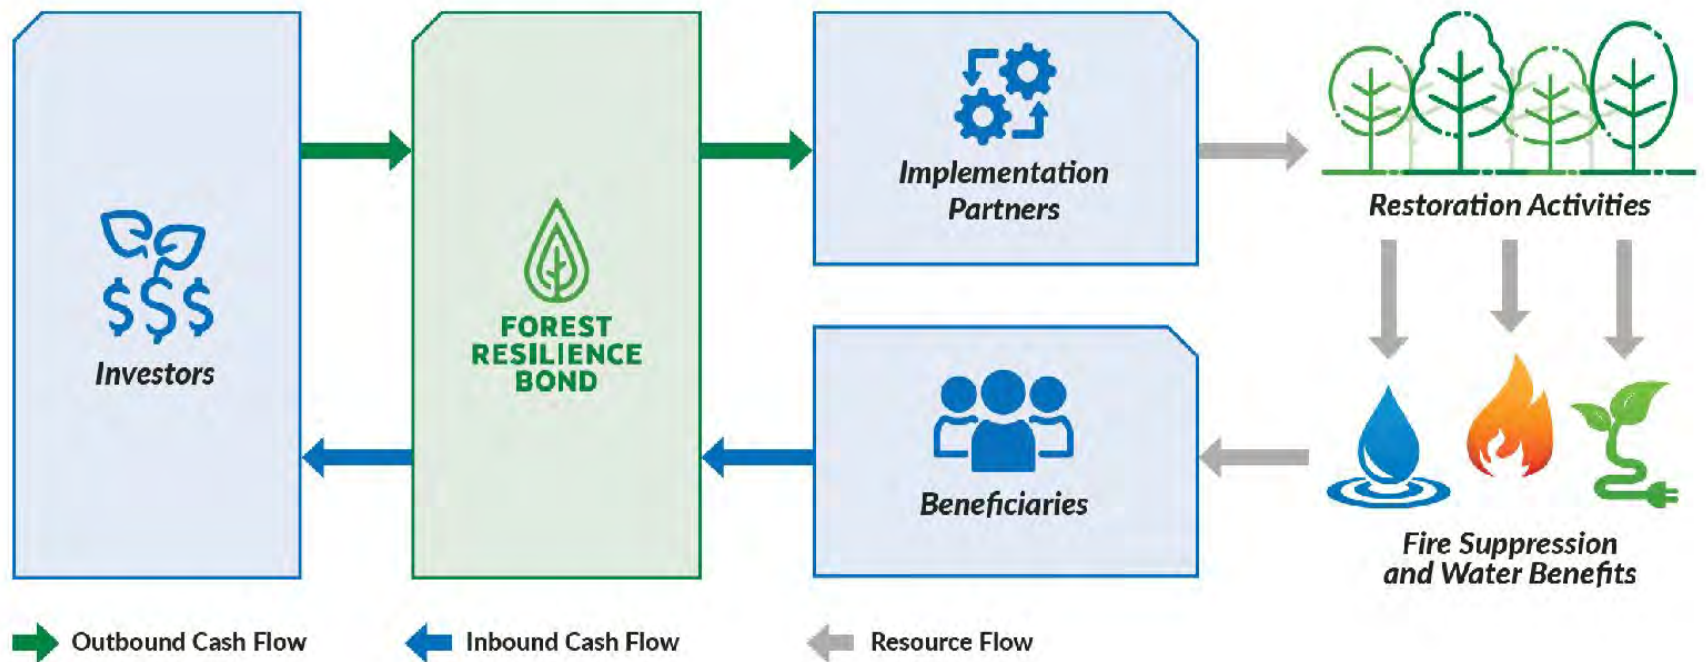 Investors
FOREST
RESILIENCE
BOND
Implementation
Partners
Restoration Activities
Beneficiaries
Fire Suppression
and Water Benefits
Outbound Cash Flow
Inbound Cash Flow
Resource Flow